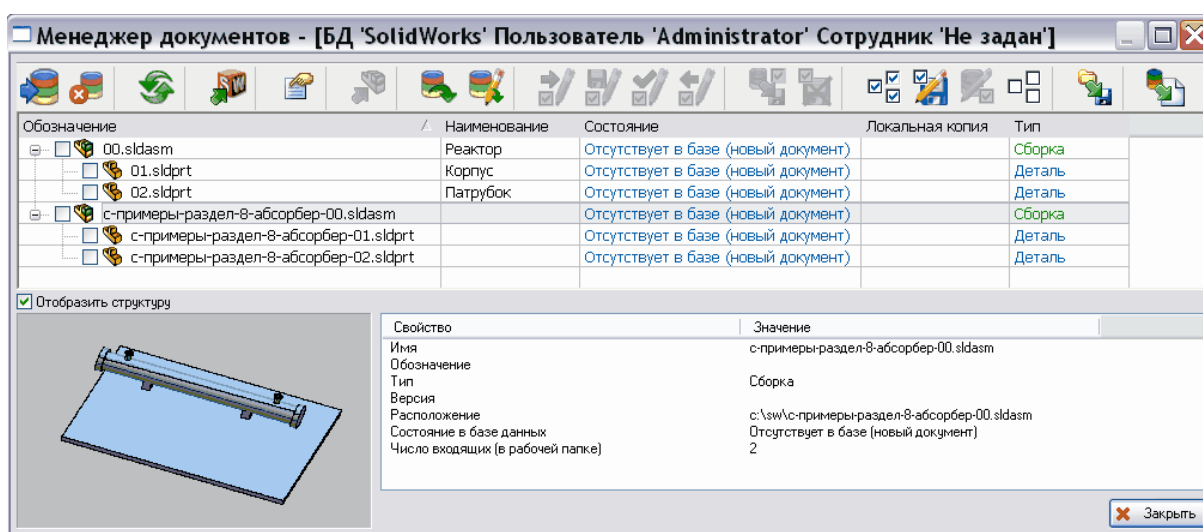 Менеджер документов - [БД 'SolidWorks' Пользователь 'Administrator' Сотрудник 'Не задан']
Обозначение Наименование Состояние Локальная копия Тип
00.sldasm Реактор Отсутствует в базе (новый документ) Сборка
01.sldprt Корпус Отсутствует в базе (новый документ) Деталь
02.sldprt Патрубок Отсутствует в базе (новый документ) Деталь
с-примеры-раздел-8-абсорбер-00.sldasm Отсутствует в базе (новый документ) Сборка
с-примеры-раздел-8-абсорбер-01.sldprt Отсутствует в базе (новый документ) Деталь
с-примеры-раздел-8-абсорбер-02.sldprt Отсутствует в базе (новый документ) Деталь
Отобразить структуру
Свойство Значение
Имя с-примеры-раздел-8-абсорбер-00.sldasm
Обозначение
Тип Сборка
Версия
Расположение c:\sw\с-примеры-раздел-8-абсорбер-00.sldasm
Состояние в базе данных Отсутствует в базе (новый документ)
Число входящих (в рабочей папке) 2
Закрыть